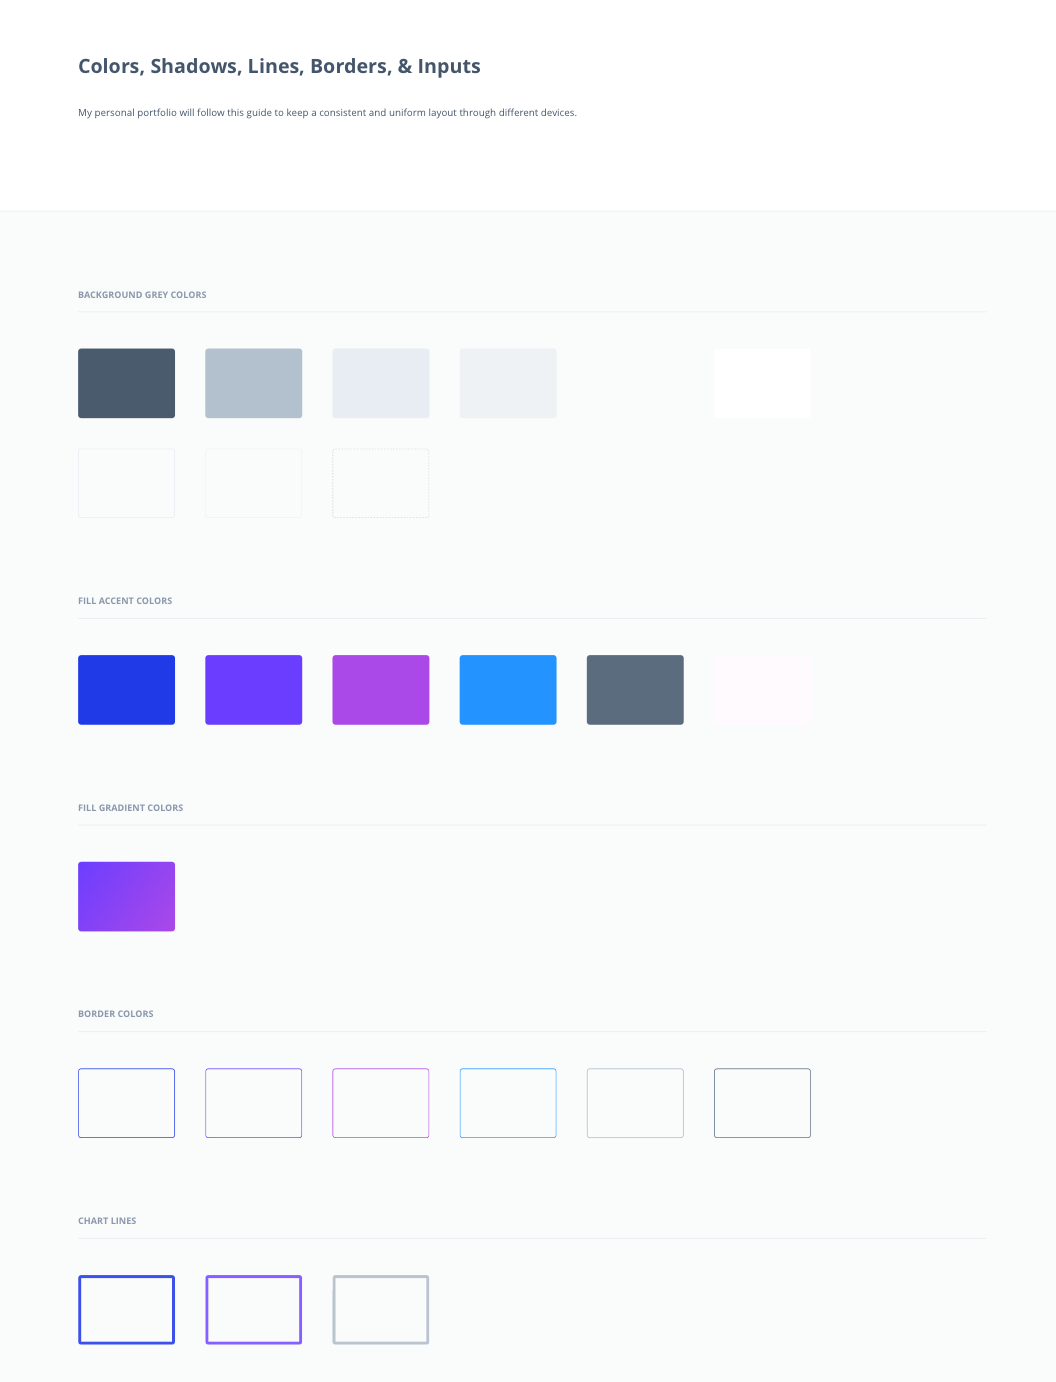 Colors, Shadows, Lines, Borders, & Inputs
My personal portfolio will follow this guide to keep a consistent and uniform layout through different devices.
BACKGROUND GREY COLORS
FILL ACCENT COLORS
FILL GRADIENT COLORS
BORDER COLORS
CHART LINES